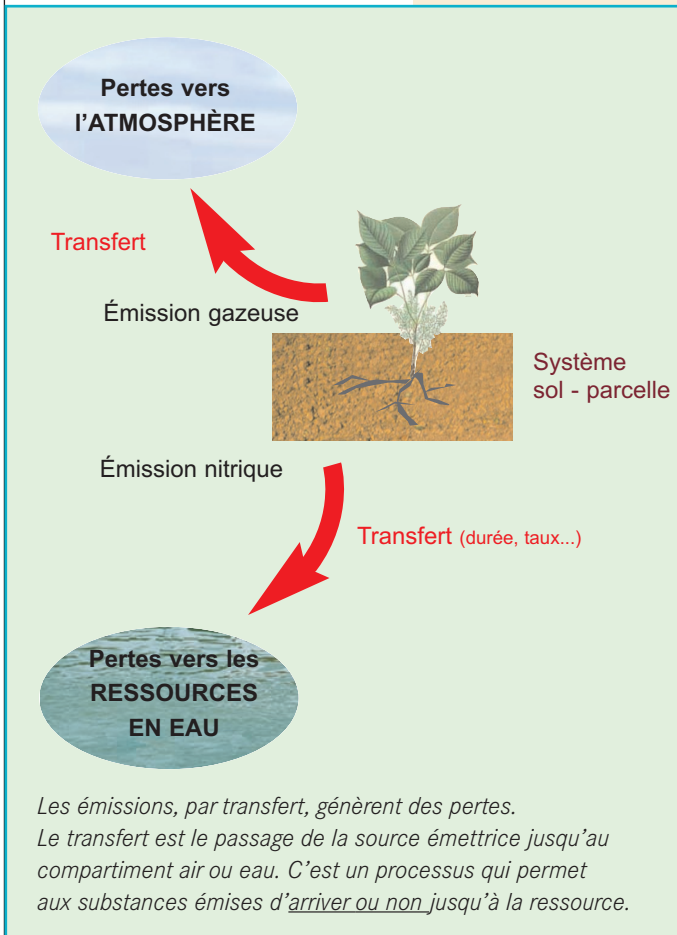 Pertes vers
l'ATMOSPHÈRE
Transfert
Émission gazeuse
Système
sol - parcelle
Émission nitrique
Transfert (durée, taux...)
Pertes vers les
RESSOURCES
EN EAU
Les émissions, par transfert, génèrent des pertes.
Le transfert est le passage de la source émettrice jusqu'au
compartiment air ou eau. C'est un processus qui permet
aux substances émises d'arriver ou non jusqu'à la ressource.